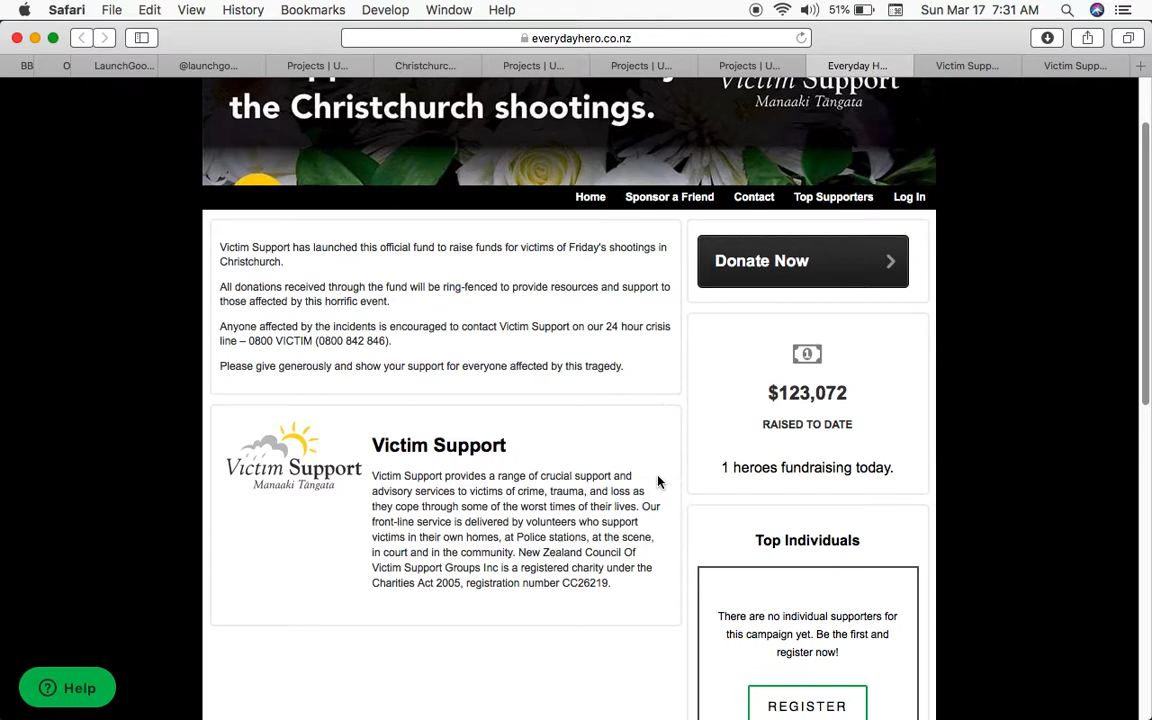 Safari File Edit View History Bookmarks Develop Window Help 51% Sun Mar 17 7:31 AM
everydayhero.co.nz
BB O LaunchGoo... @launchgo... Projects | U... Christchurc... Projects | U... Projects | U... Projects | U... Everyday H... Victim Supp... Victim Supp...
Victim Support
the Christchurch shootings.
Manaaki Tāngata
Home Sponsor a Friend Contact Top Supporters Log In
Victim Support has launched this official fund to raise funds for victims of Friday's shootings in
Christchurch.
All donations received through the fund will be ring-fenced to provide resources and support to
those affected by this horrific event.
Anyone affected by the incidents is encouraged to contact Victim Support on our 24 hour crisis
line – 0800 VICTIM (0800 842 846).
Please give generously and show your support for everyone affected by this tragedy.
Donate Now
1
$123,072
RAISED TO DATE
1 heroes fundraising today.
Victim Support
Manaaki Tāngata
Victim Support
Victim Support provides a range of crucial support and
advisory services to victims of crime, trauma, and loss as
they cope through some of the worst times of their lives. Our
front-line service is delivered by volunteers who support
victims in their own homes, at Police stations, at the scene,
in court and in the community. New Zealand Council Of
Victim Support Groups Inc is a registered charity under the
Charities Act 2005, registration number CC26219.
Top Individuals
There are no individual supporters for
this campaign yet. Be the first and
register now!
REGISTER
Help